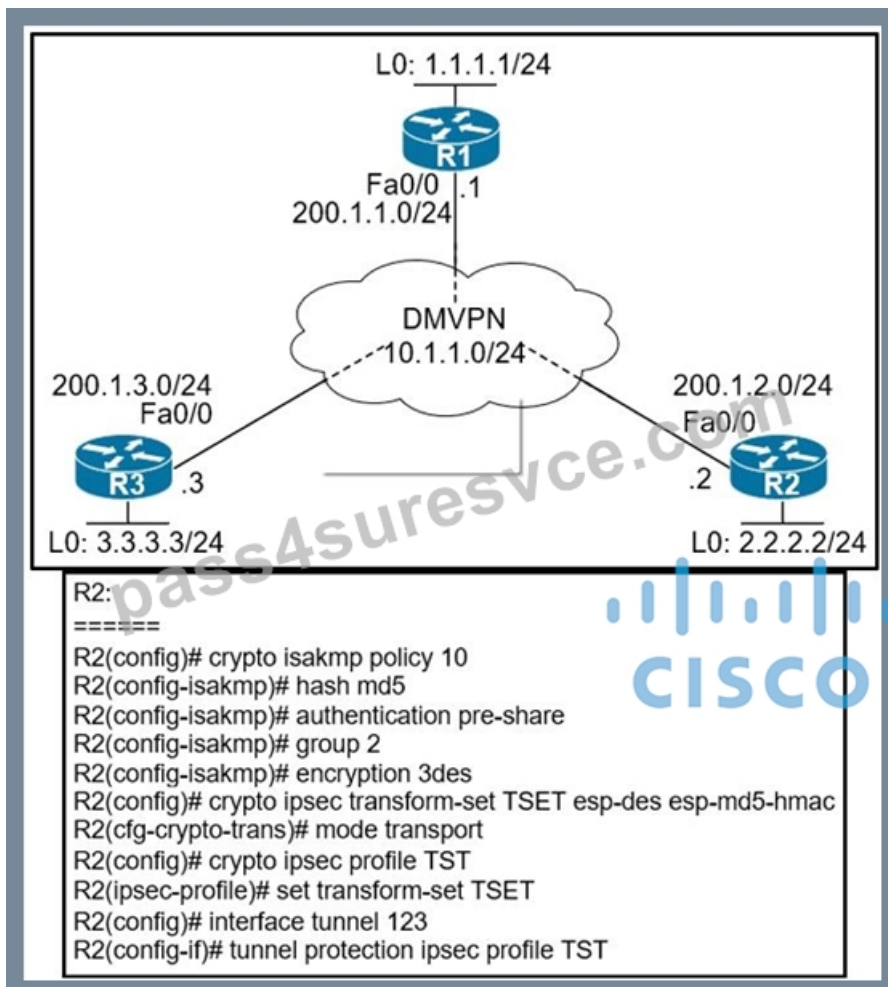 L0: 1.1.1.1/24
R1
Fa0/0 .1
200.1.1.0/24
DMVPN
10.1.1.0/24
200.1.3.0/24
Fa0/0
R3 .3
L0: 3.3.3.3/24
200.1.2.0/24
Fa0/0
.2 R2
L0: 2.2.2.2/24
pass4suresvce.com
CISCO
R2:
======
R2(config)# crypto isakmp policy 10
R2(config-isakmp)# hash md5
R2(config-isakmp)# authentication pre-share
R2(config-isakmp)# group 2
R2(config-isakmp)# encryption 3des
R2(config)# crypto ipsec transform-set TSET esp-des esp-md5-hmac
R2(cfg-crypto-trans)# mode transport
R2(config)# crypto ipsec profile TST
R2(ipsec-profile)# set transform-set TSET
R2(config)# interface tunnel 123
R2(config-if)# tunnel protection ipsec profile TST